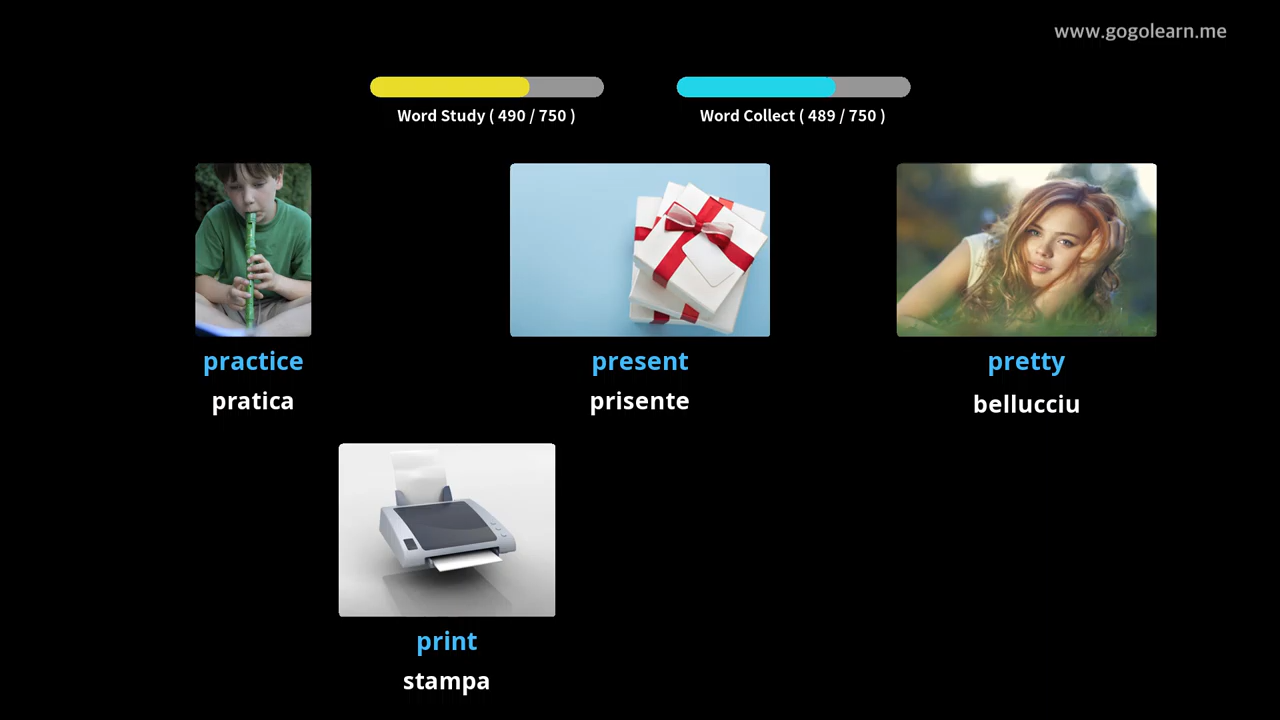 www.gogolearn.me
Word Study ( 490 / 750 )
Word Collect ( 489 / 750 )
practice
pratica
present
prisente
pretty
bellucciu
print
stampa